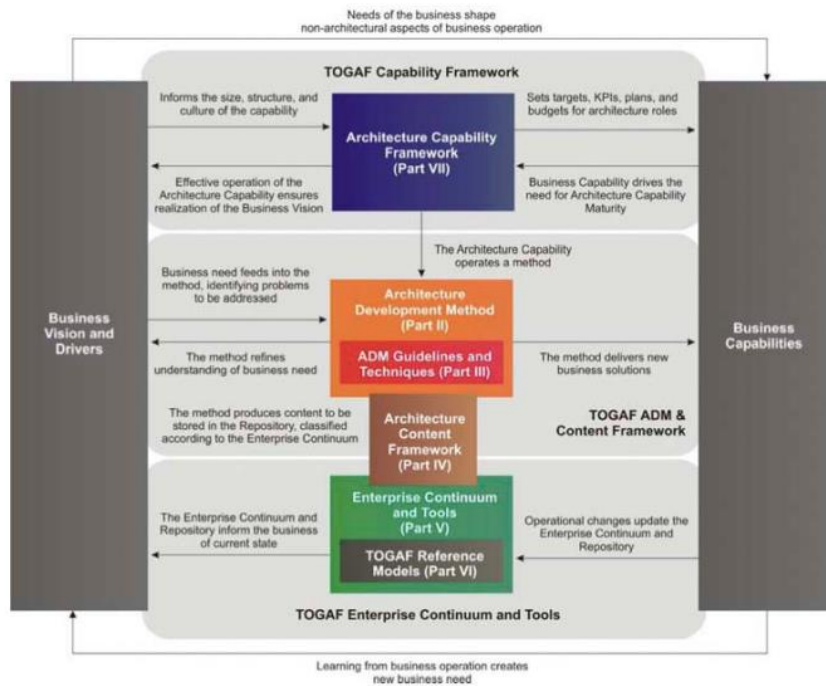 Needs of the business shape
non-architectural aspects of business operation
TOGAF Capability Framework
Informs the size, structure, and
culture of the capability
Sets targets, KPIs, plans, and
budgets for architecture roles
Architecture Capability
Framework
(Part VII)
Effective operation of the
Architecture Capability ensures
realization of the Business Vision
Business Capability drives the
need for Architecture Capability
Maturity
The Architecture Capability
operates a method
Business need feeds into the
method, identifying problems
to be addressed
Architecture
Development Method
(Part II)
Business
Vision and
Drivers
Business
Capabilities
The method refines
understanding of business need
ADM Guidelines and
Techniques (Part III)
The method delivers new
business solutions
The method produces content to be
stored in the Repository, classified
according to the Enterprise Continuum
Architecture
Content
Framework
(Part IV)
TOGAF ADM &
Content Framework
Enterprise Continuum
and Tools
(Part V)
The Enterprise Continuum and
Repository inform the business
of current state
TOGAF Reference
Models (Part VI)
Operational changes update the
Enterprise Continuum and
Repository
TOGAF Enterprise Continuum and Tools
Learning from business operation creates
new business need